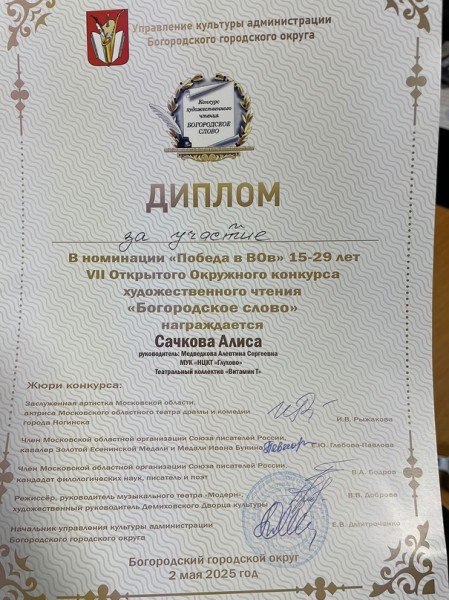 Управление культуры администрации
Богородского городского округа
Конкурс
художественного
чтения
БОГОРОДСКОЕ
СЛОВО
ДИПЛОМ
за участие
В номинации «Победа в ВОв» 15-29 лет
VII Открытого Окружного конкурса
художественного чтения
«Богородское слово»
награждается
Сачкова Алиса
руководитель: Медведкова Алевтина Сергеевна
МУК «НЦКТ «Глухово»
Театральный коллектив «Витамин Т»
Жюри конкурса:
Заслуженная артистка Московской области,
актриса Московского областного театра драмы и комедии
города Ногинска
И.В. Рыжакова
Член Московской областной организации Союза писателей России,
кавалер Золотой Есенинской Медали и Медали Ивана Бунина
Е.Ю. Глебова-Павлова
Член Московской областной организации Союза писателей России,
кандидат филологических наук, писатель и поэт
В.А. Бодров
Режиссёр, руководитель музыкального театра «Модерн»,
художественный руководитель Демиховского Дворца культуры
В.В. Доброва
Начальник управления культуры администрации
Богородского городского округа
Е.В. Дмитроченко
Богородский городской округ
2 мая 2025 год